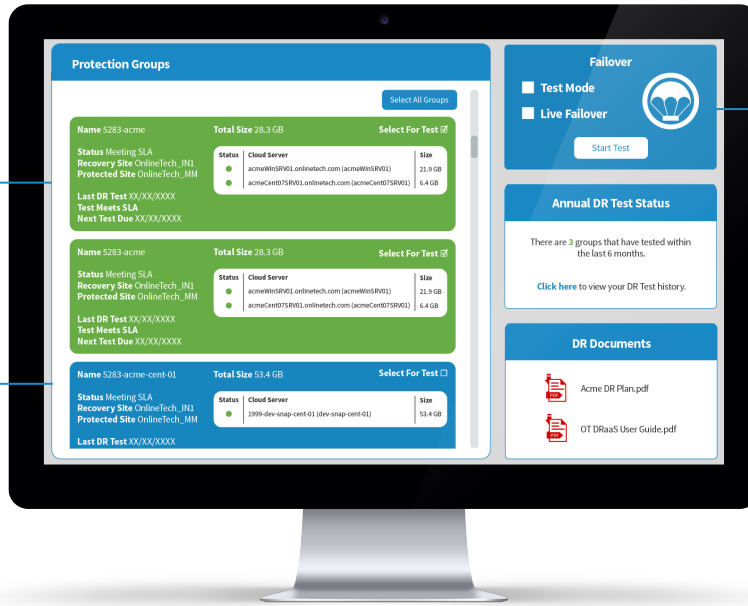 Protection Groups
Select All Groups
Name 5283-acme
Total Size 28.3 GB
Select For Test
Status Meeting SLA
Recovery Site OnlineTech_IN1
Protected Site OnlineTech_MM
Last DR Test XX/XX/XXXX
Test Meets SLA
Next Test Due XX/XX/XXXX
Status Cloud Server Size
acmeWinSRV01.onlinetech.com (acmeWinSRV01) 21.9 GB
acmeCent07SRV01.onlinetech.com (acmeCent07SRV01) 6.4 GB
Name 5283-acme
Total Size 28.3 GB
Select For Test
Status Meeting SLA
Recovery Site OnlineTech_IN1
Protected Site OnlineTech_MM
Last DR Test XX/XX/XXXX
Test Meets SLA
Next Test Due XX/XX/XXXX
Status Cloud Server Size
acmeWinSRV01.onlinetech.com (acmeWinSRV01) 21.9 GB
acmeCent07SRV01.onlinetech.com (acmeCent07SRV01) 6.4 GB
Name 5283-acme-cent-01
Total Size 53.4 GB
Select For Test
Status Meeting SLA
Recovery Site OnlineTech_IN1
Protected Site OnlineTech_MM
Last DR Test XX/XX/XXXX
Status Cloud Server Size
1999-dev-snap-cent-01 (dev-snap-cent-01) 53.4 GB
Failover
Test Mode
Live Failover
Start Test
Annual DR Test Status
There are 3 groups that have tested within
the last 6 months.
Click here to view your DR Test history.
DR Documents
PDF
Acme DR Plan.pdf
PDF
OT DRaaS User Guide.pdf